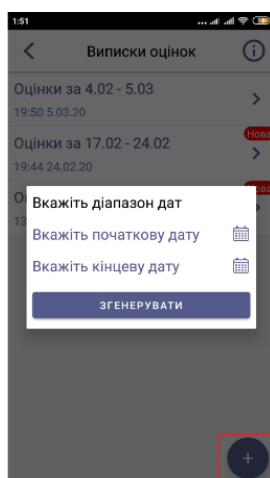 1:51
Виписки оцінок
Оцінки за 4.02 - 5.03
19:50 5.03.20
Оцінки за 17.02 - 24.02
Нова
19:44 24.02.20
Вкажіть діапазон дат
Вкажіть початкову дату
Вкажіть кінцеву дату
ЗГЕНЕРУВАТИ
+